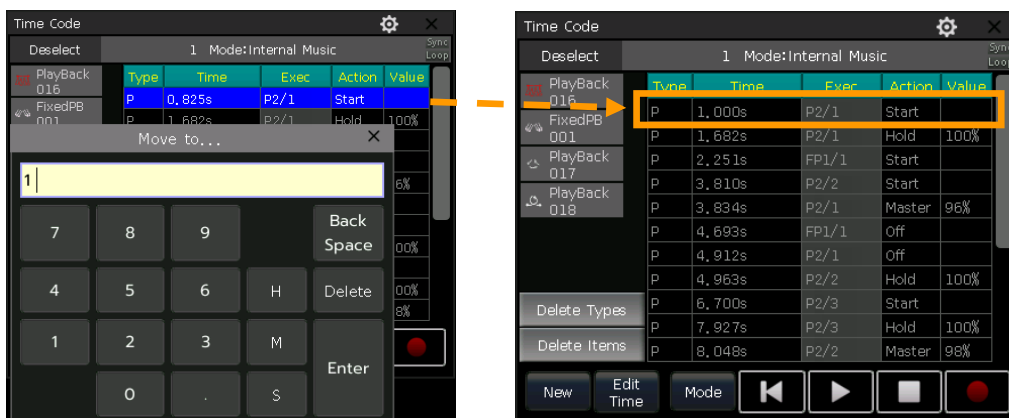 Time Code
Deselect 1 Mode:Internal Music Sync Loop
PlayBack 016
FixedPB 001
Type Time Exec Action Value
P 0.825s P2/1 Start
P 1.682s P2/1 Hold 100%
Move to... ×
1
6%
7 8 9 Back Space
00%
4 5 6 H Delete
00%
8%
1 2 3 M Enter
0 . S
Time Code
Deselect 1 Mode:Internal Music Sync Loop
PlayBack 016
FixedPB 001
PlayBack 017
PlayBack 018
Type Time Exec Action Value
P 1.000s P2/1 Start
P 1.682s P2/1 Hold 100%
P 2.251s FP1/1 Start
P 3.810s P2/2 Start
P 3.834s P2/1 Master 96%
P 4.693s FP1/1 Off
P 4.912s P2/1 Off
P 4.963s P2/2 Hold 100%
P 6.700s P2/3 Start
P 7.927s P2/3 Hold 100%
P 8.048s P2/2 Master 98%
Delete Types
Delete Items
New Edit Time Mode